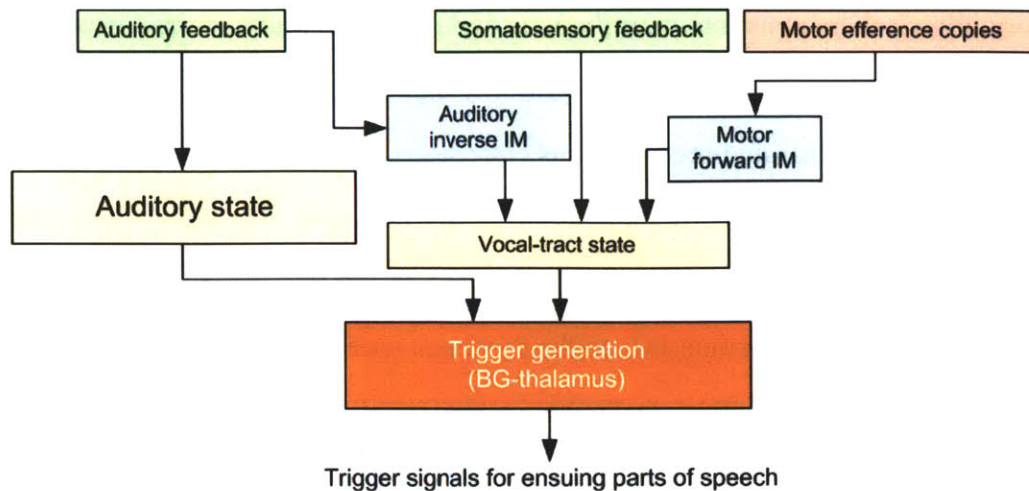 Auditory feedback
Somatosensory feedback
Motor efference copies
Auditory
inverse IM
Motor
forward IM
Auditory state
Vocal-tract state
Trigger generation
(BG-thalamus)
Trigger signals for ensuing parts of speech